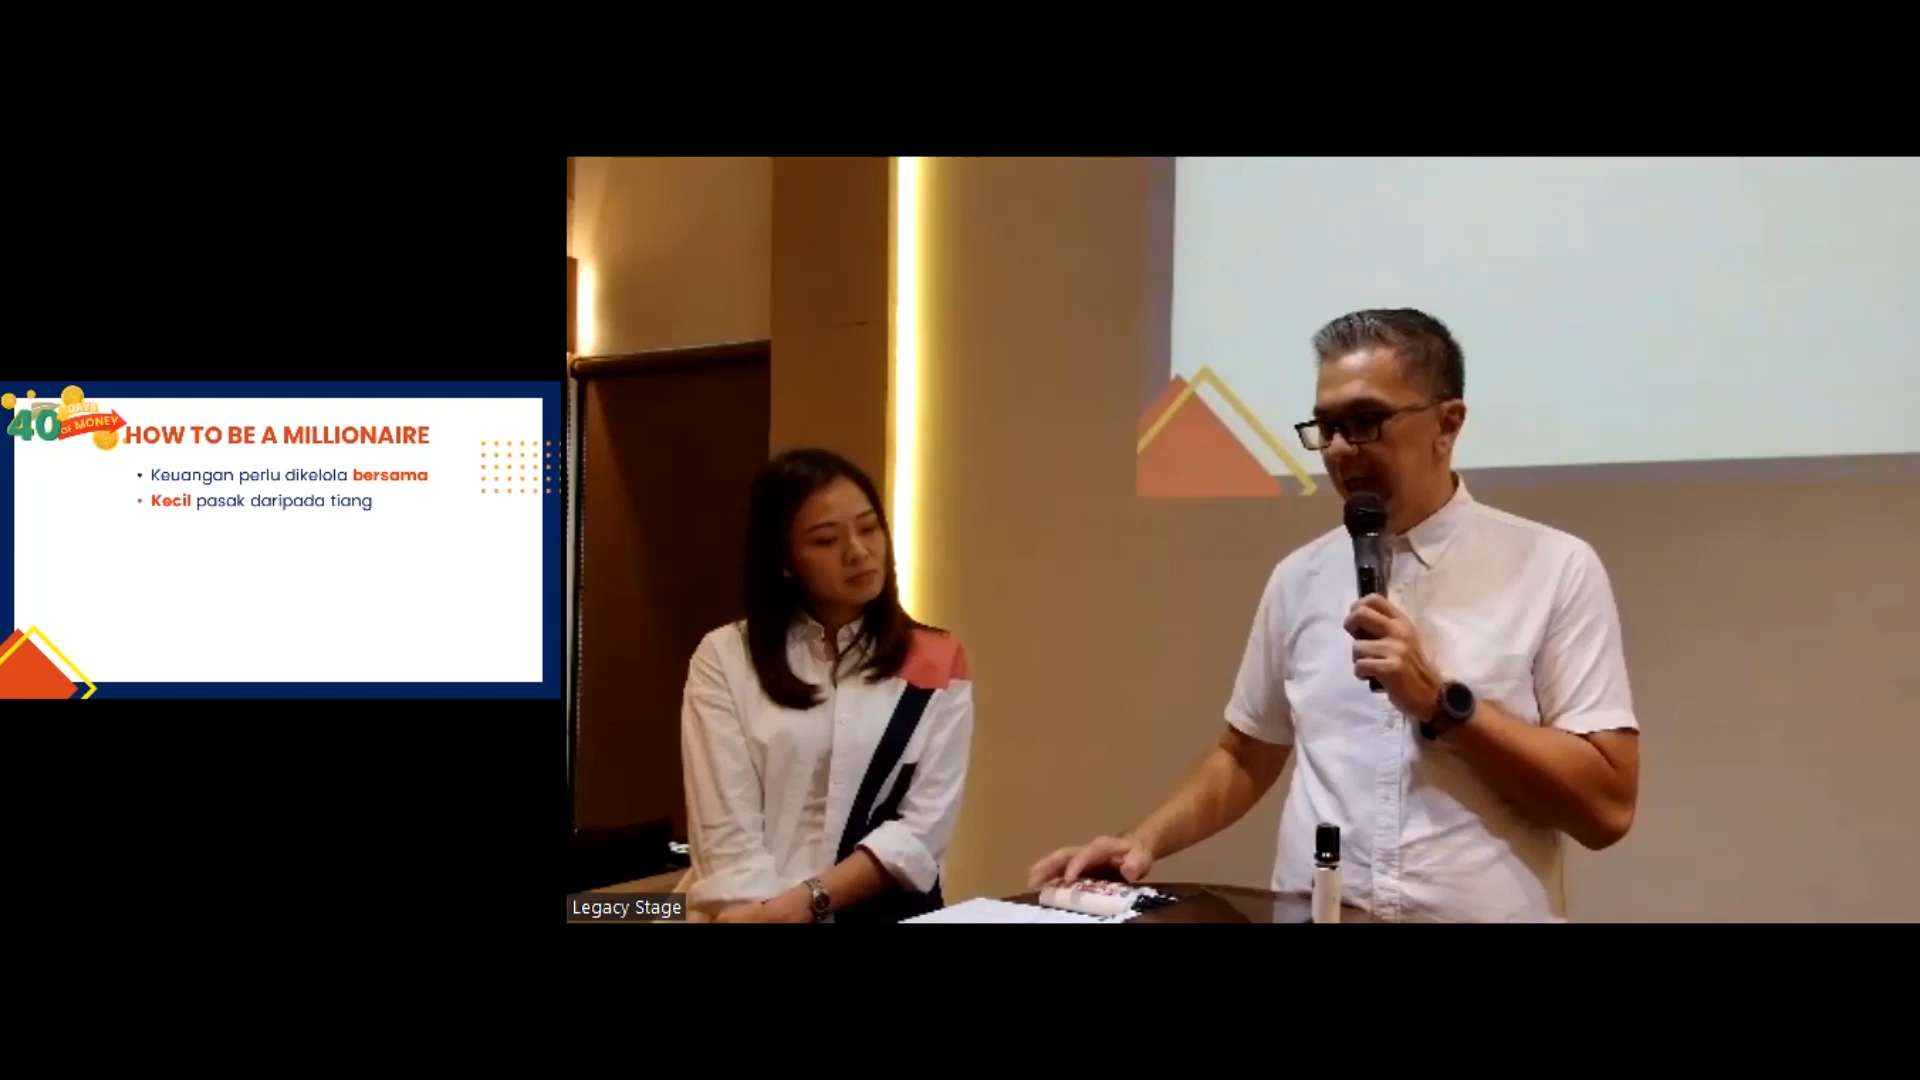 40 DAYS
OF MONEY
HOW TO BE A MILLIONAIRE
• Keuangan perlu dikelola bersama
• Kecil pasak daripada tiang
Legacy Stage